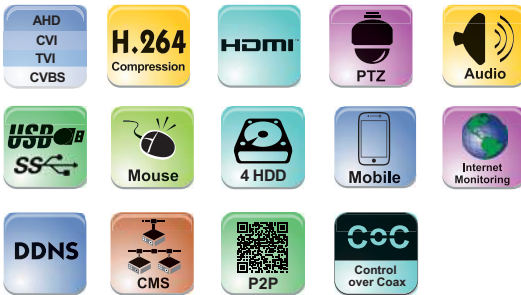 AHD
CVI
TVI
CVBS
H.264
Compression
HDMI™
PTZ
Audio
USB
SS
Mouse
4 HDD
Mobile
Internet
Monitoring
DDNS
CMS
P2P
COC
Control
over Coax